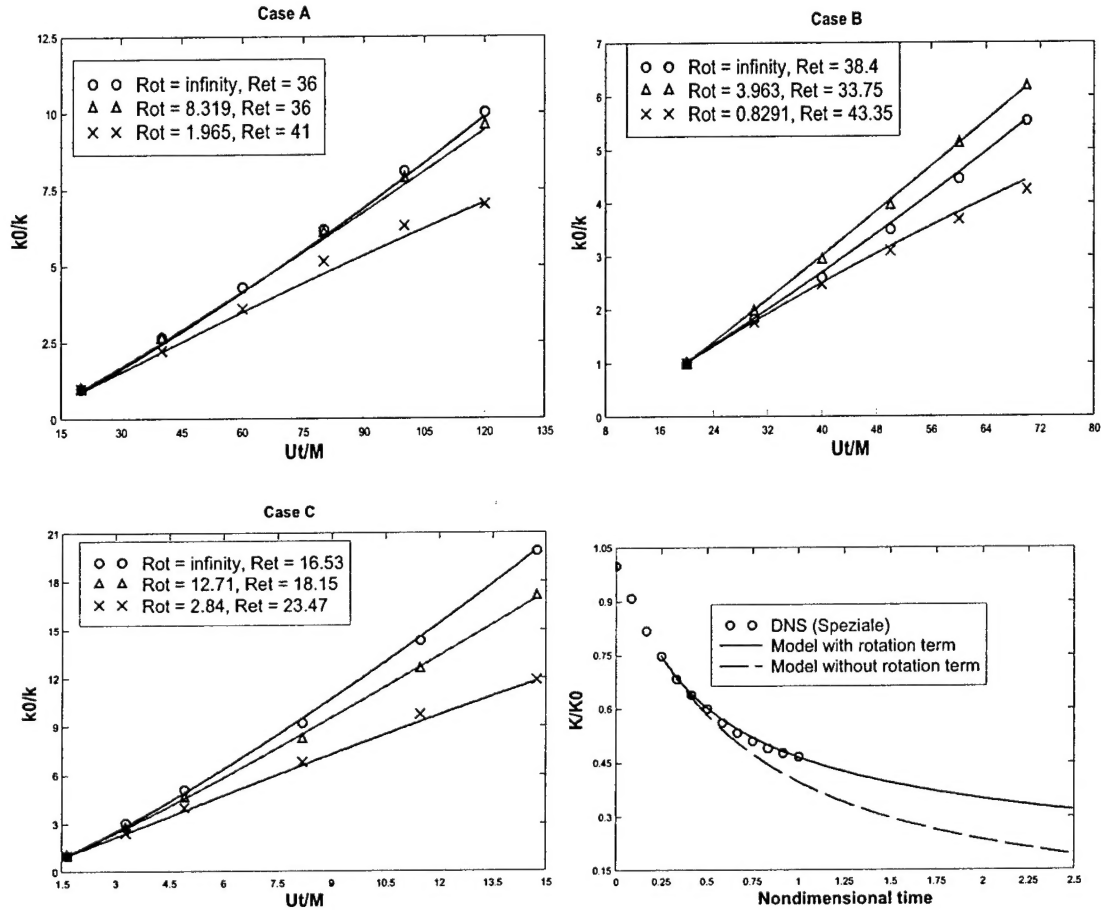 Case A
12.5
Rot = infinity, Ret = 36
Rot = 8.319, Ret = 36
Rot = 1.965, Ret = 41
10
7.5
5
2.5
0
k0/k
15 30 45 60 75 90 105 120 135
Ut/M
Case B
7
Rot = infinity, Ret = 38.4
Rot = 3.963, Ret = 33.75
Rot = 0.8291, Ret = 43.35
6
5
4
3
2
1
0
k0/k
8 16 24 32 40 48 56 64 72 80
Ut/M
Case C
21
Rot = infinity, Ret = 16.53
Rot = 12.71, Ret = 18.15
Rot = 2.84, Ret = 23.47
18
15
12
9
6
3
0
k0/k
1.5 3 4.5 6 7.5 9 10.5 12 13.5 15
Ut/M
1.05
0.9
0.75
0.6
0.45
0.3
0.15
K/K0
DNS (Speziale)
Model with rotation term
Model without rotation term
0 0.25 0.5 0.75 1 1.25 1.5 1.75 2 2.25 2.5
Nondimensional time